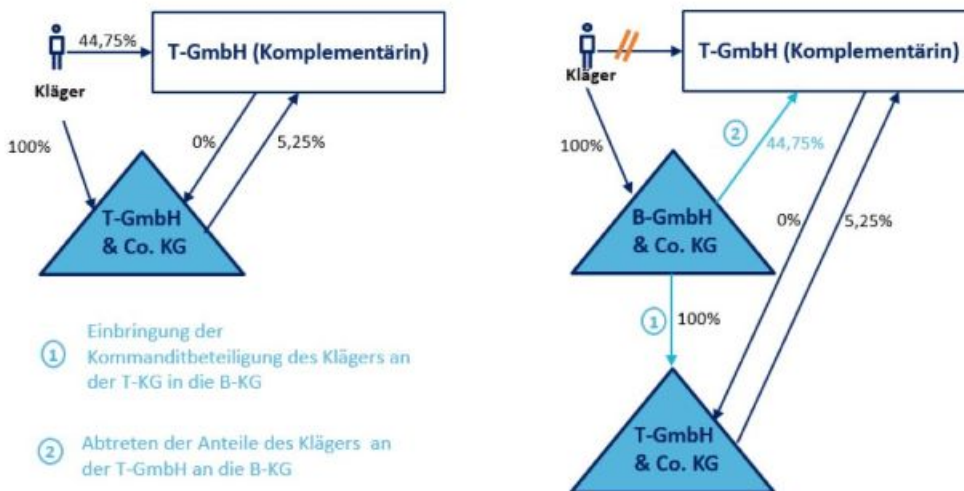 44,75%
T-GmbH (Komplementärin)
Kläger
100%
0%
5,25%
T-GmbH
& Co. KG
1
Einbringung der
Kommanditbeteiligung des Klägers an
der T-KG in die B-KG
2
Abtreten der Anteile des Klägers an
der T-GmbH an die B-KG
T-GmbH (Komplementärin)
Kläger
2
100%
44,75%
B-GmbH
& Co. KG
0%
5,25%
1
100%
T-GmbH
& Co. KG